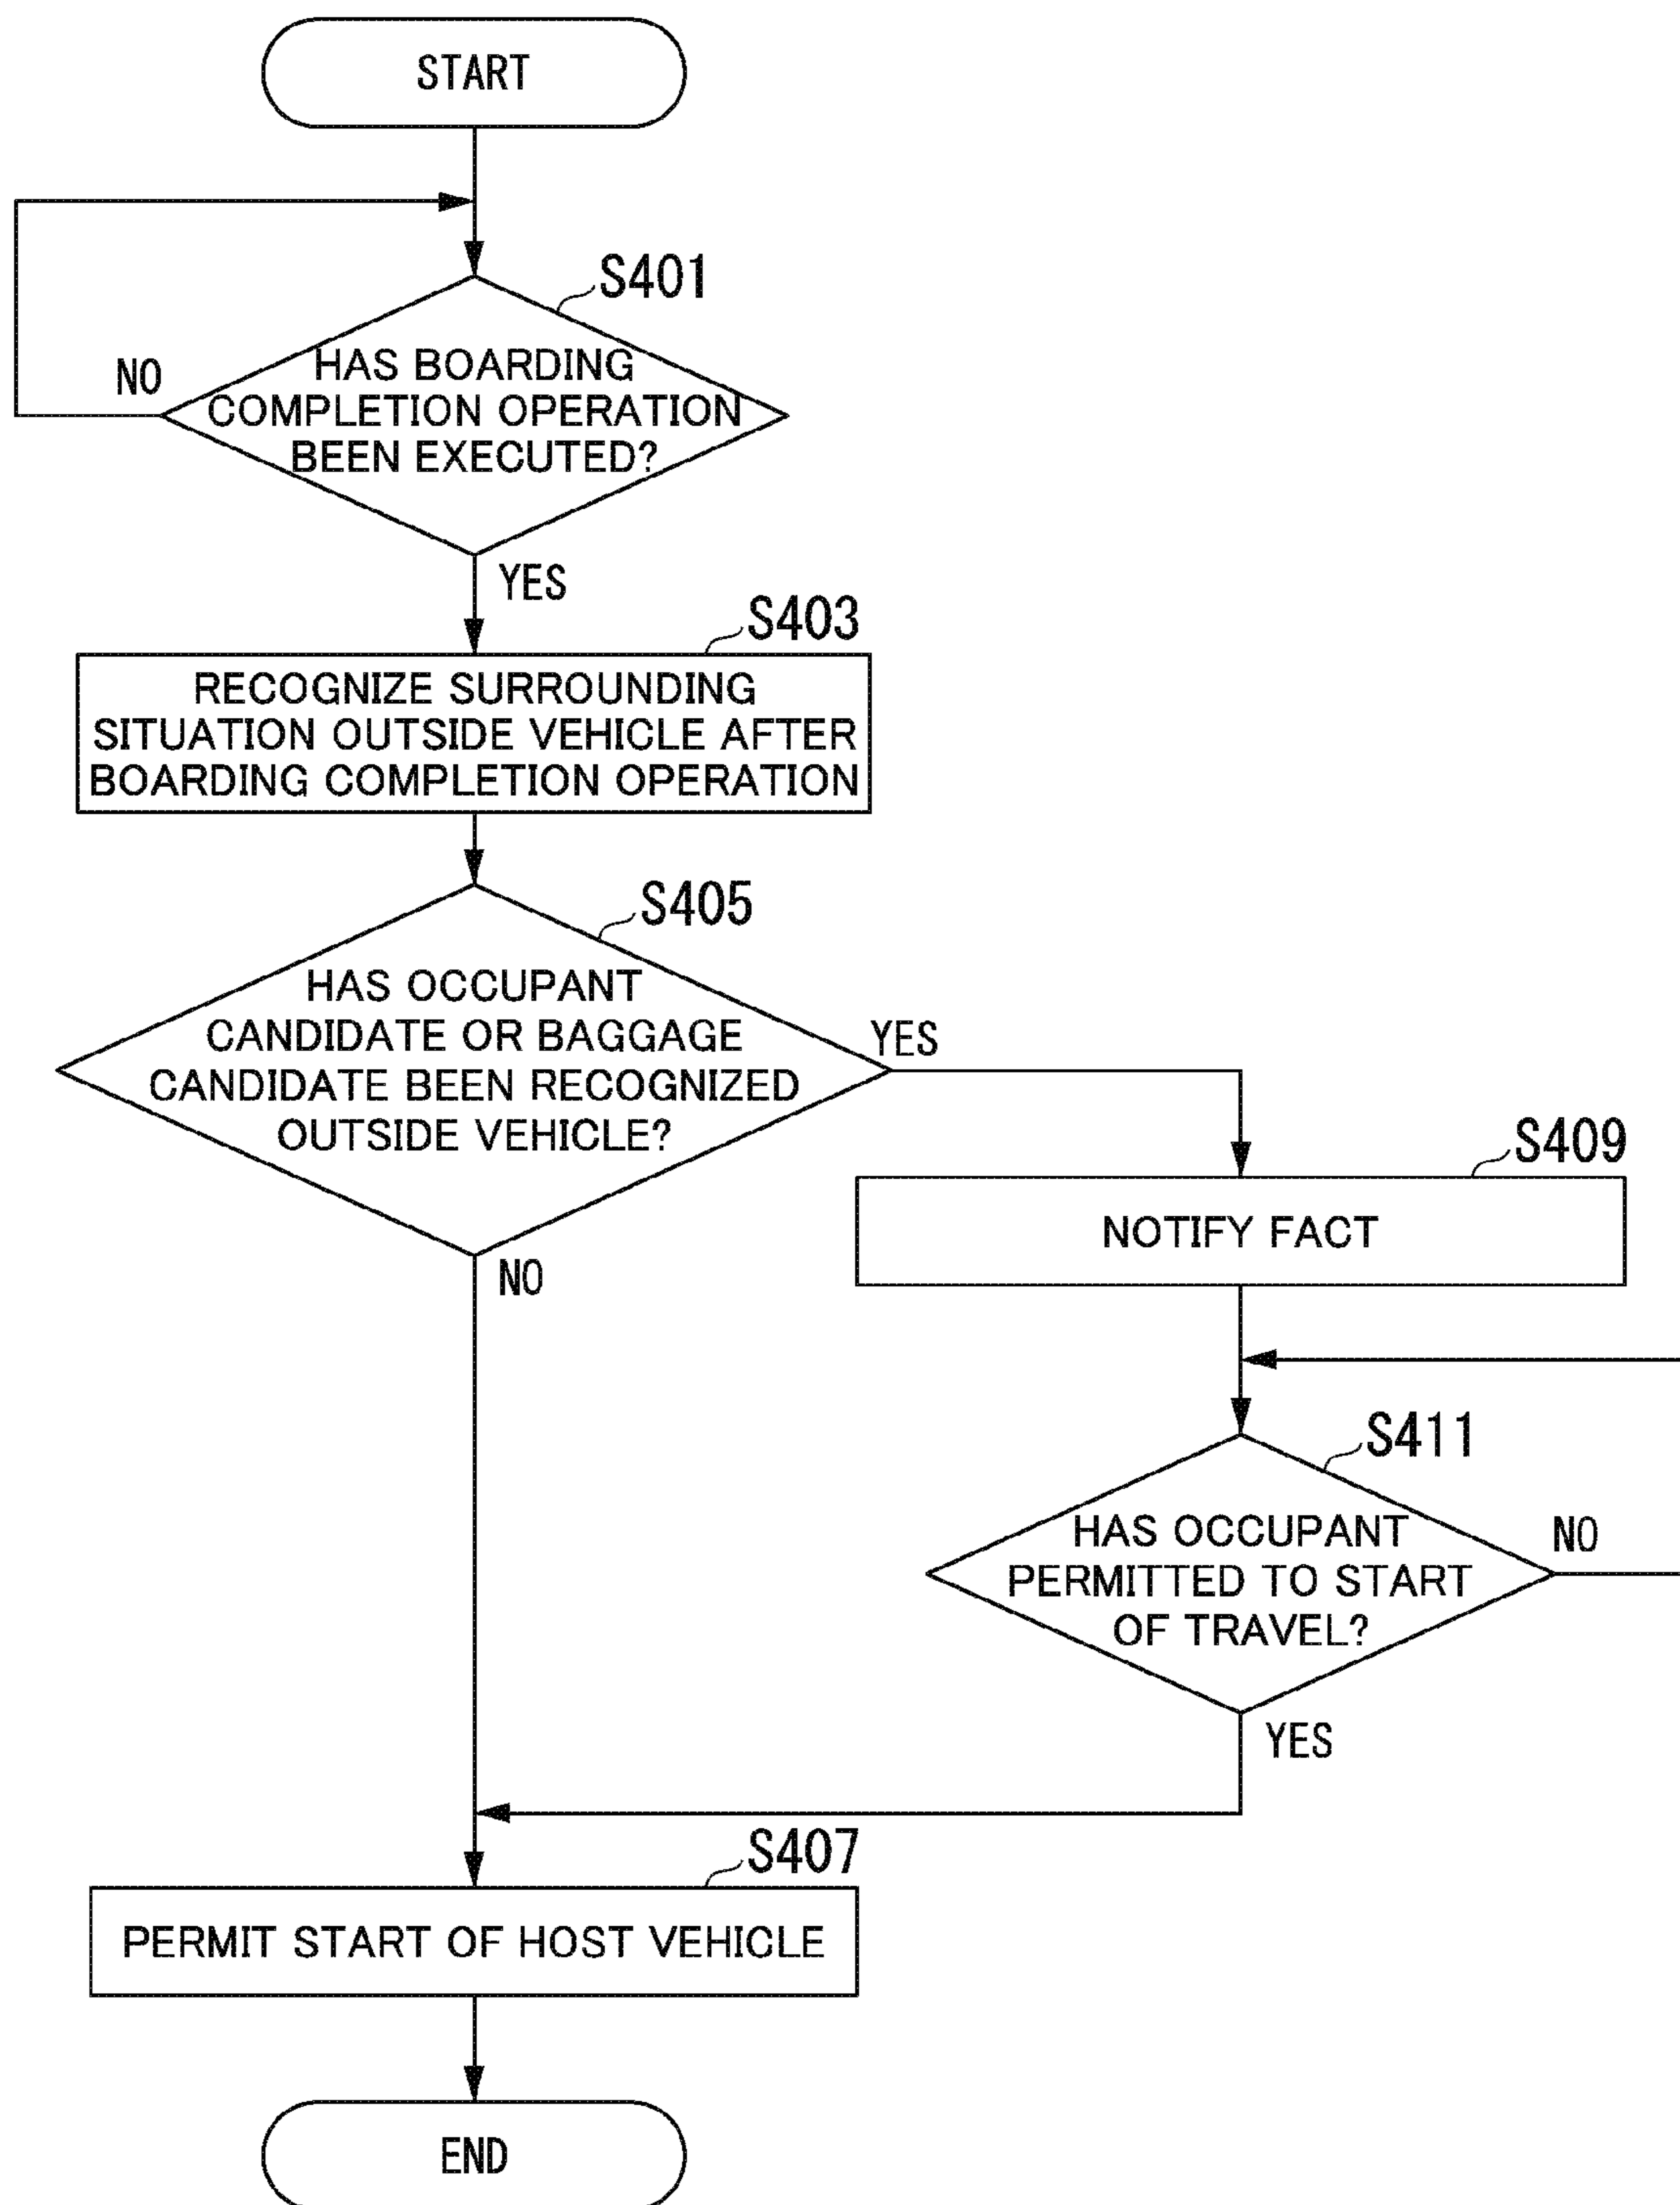 START
S401
NO
HAS BOARDING
COMPLETION OPERATION
BEEN EXECUTED?
YES
S403
RECOGNIZE SURROUNDING
SITUATION OUTSIDE VEHICLE AFTER
BOARDING COMPLETION OPERATION
S405
HAS OCCUPANT
CANDIDATE OR BAGGAGE
CANDIDATE BEEN RECOGNIZED
OUTSIDE VEHICLE?
YES
NO
S409
NOTIFY FACT
S411
HAS OCCUPANT
PERMITTED TO START
OF TRAVEL?
NO
YES
S407
PERMIT START OF HOST VEHICLE
END